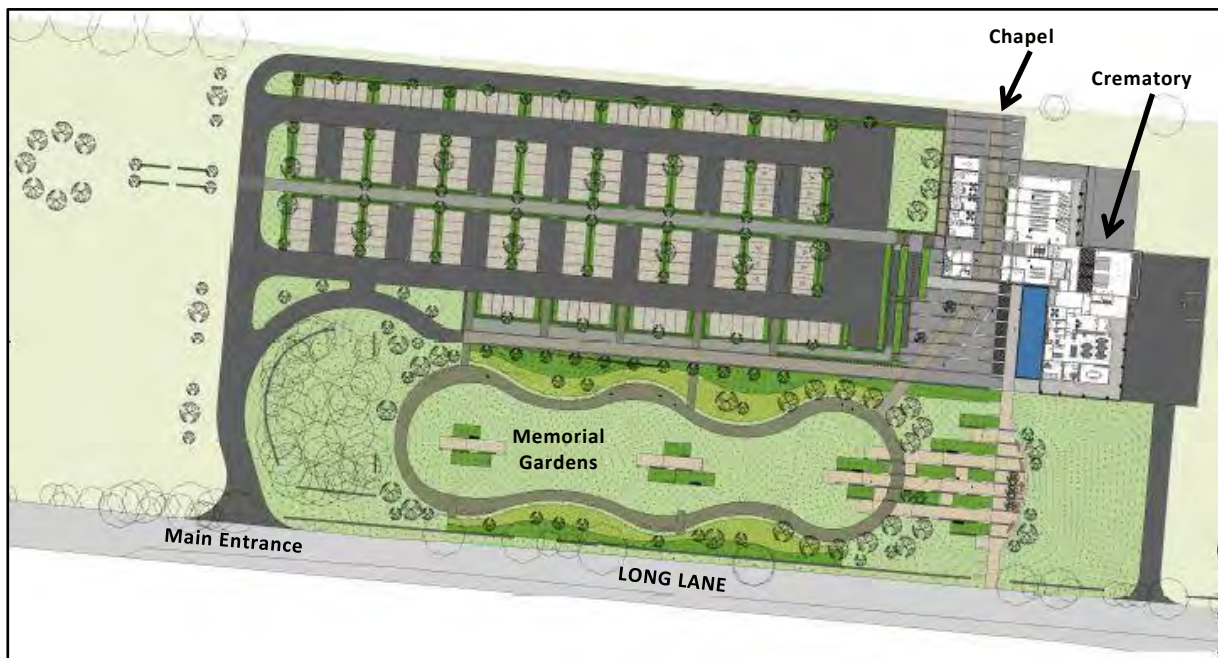 Chapel
Crematory
Memorial
Gardens
Main Entrance
LONG LANE